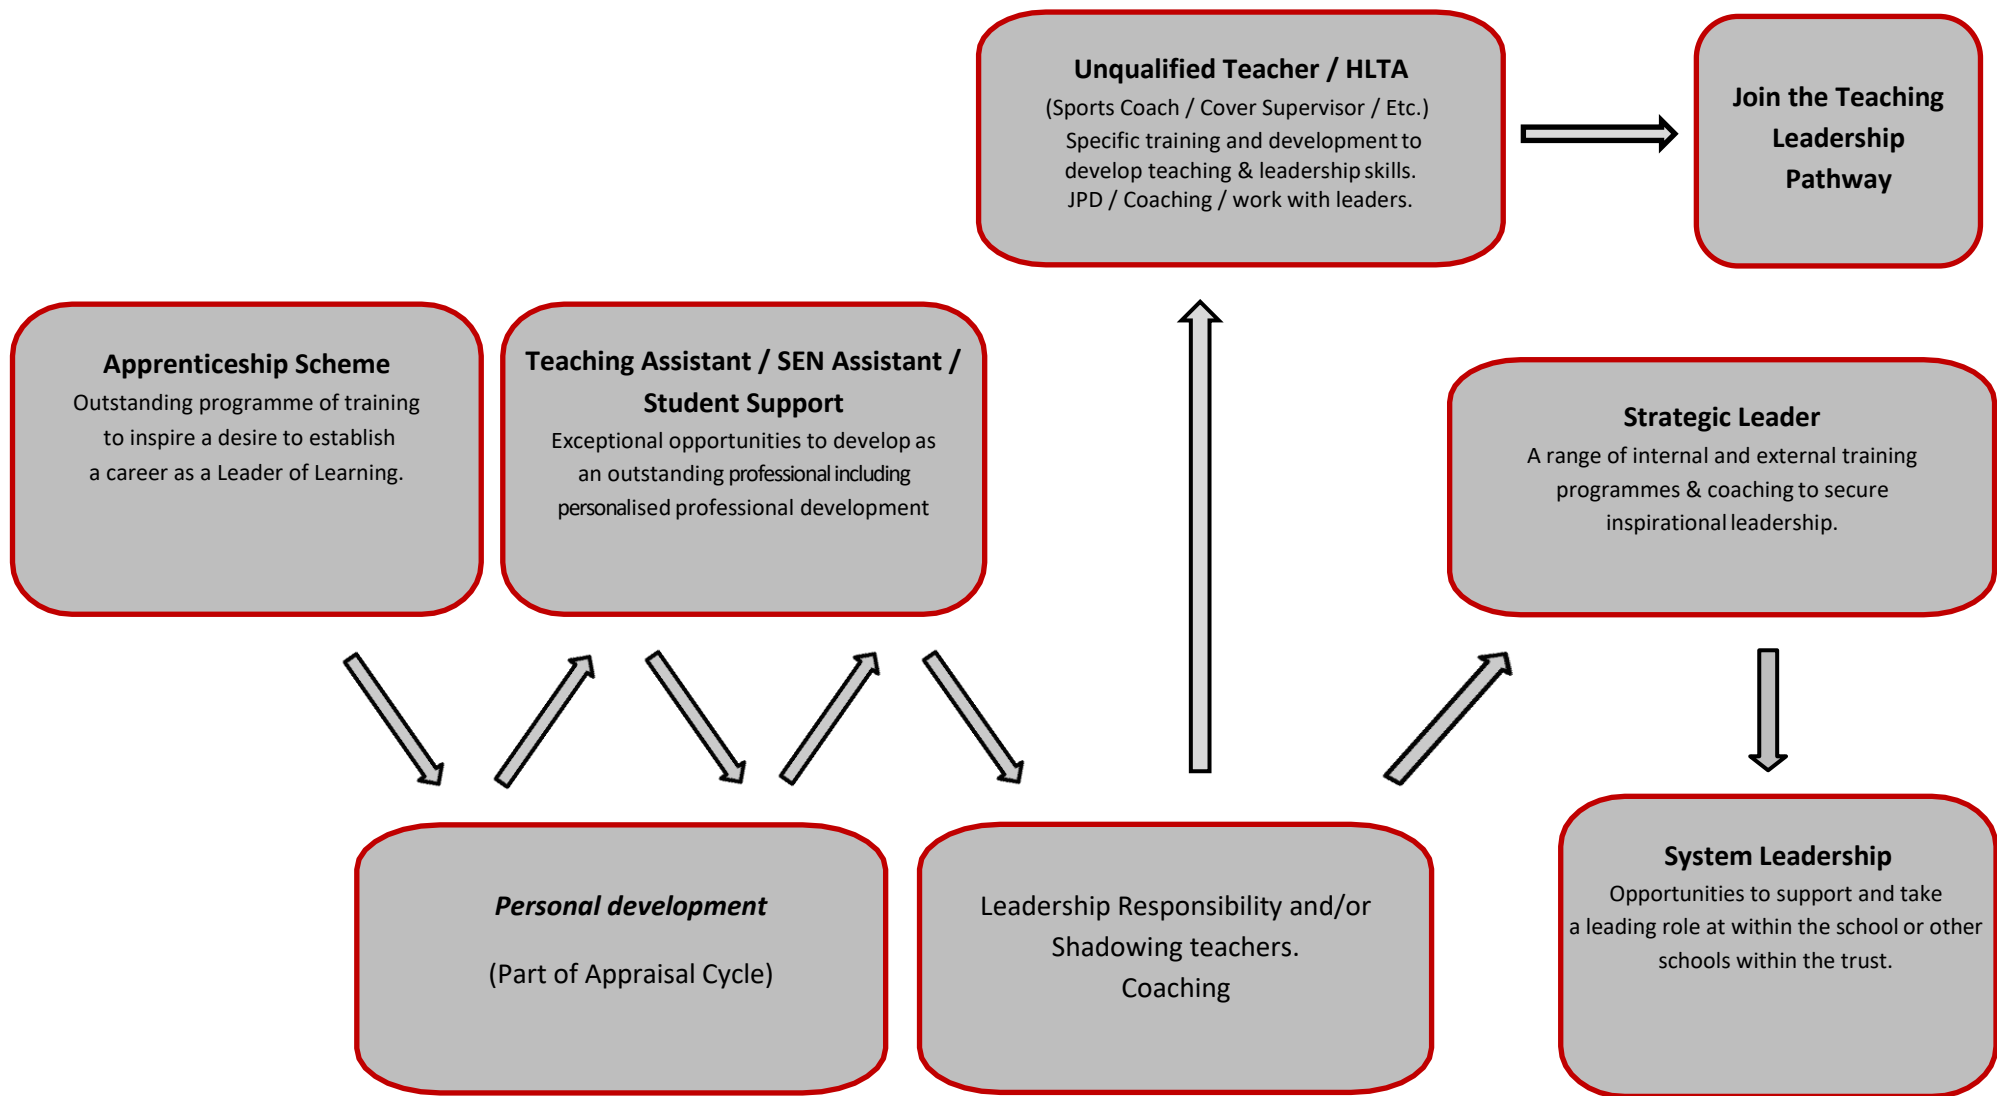 Unqualified Teacher / HLTA
(Sports Coach / Cover Supervisor / Etc.)
Specific training and development to
develop teaching & leadership skills.
JPD / Coaching / work with leaders.
Join the Teaching
Leadership
Pathway
Apprenticeship Scheme
Outstanding programme of training
to inspire a desire to establish
a career as a Leader of Learning.
Teaching Assistant / SEN Assistant /
Student Support
Exceptional opportunities to develop as
an outstanding professional including
personalised professional development
Strategic Leader
A range of internal and external training
programmes & coaching to secure
inspirational leadership.
Personal development
(Part of Appraisal Cycle)
Leadership Responsibility and/or
Shadowing teachers.
Coaching
System Leadership
Opportunities to support and take
a leading role at within the school or other
schools within the trust.